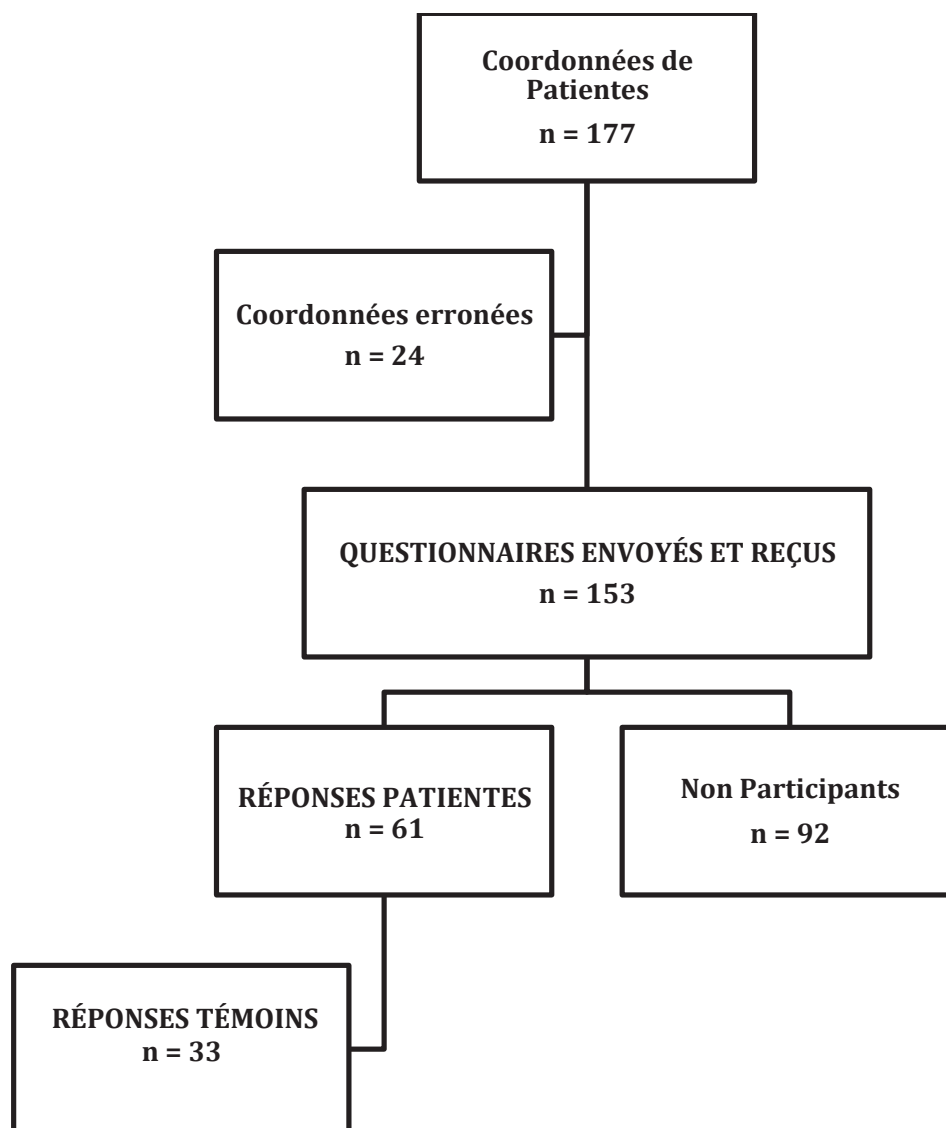 Coordonnées de
Patientes
n = 177
Coordonnées erronées
n = 24
QUESTIONNAIRES ENVOYÉS ET REÇUS
n = 153
RÉPONSES PATIENTES
n = 61
Non Participants
n = 92
RÉPONSES TÉMOINS
n = 33